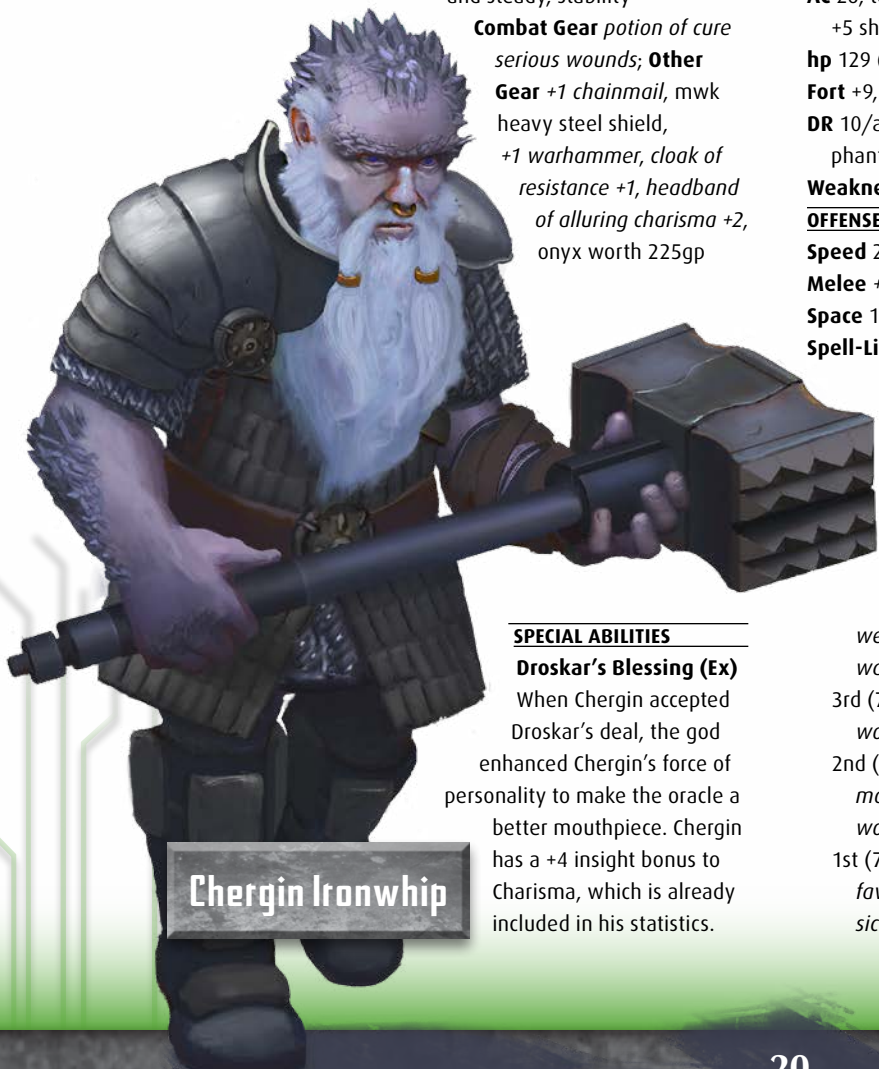 and steady, stability
Combat Gear potion of cure
serious wounds; Other
Gear +1 chainmail, mwk
heavy steel shield,
+1 warhammer, cloak of
resistance +1, headband
of alluring charisma +2,
onyx worth 225gp
SPECIAL ABILITIES
Droskar's Blessing (Ex)
When Chergin accepted
Droskar's deal, the god
enhanced Chergin's force of
personality to make the oracle a
better mouthpiece. Chergin
has a +4 insight bonus to
Charisma, which is already
included in his statistics.
Chergin Ironwhip
+5 sh
hp 129
Fort +9,
DR 10/a
phant
Weakne
OFFENSE
Speed 2
Melee +
Space 1
Spell-Li
we
wo
3rd (7
wa
2nd (
ma
wo
1st (7
fav
sic
20